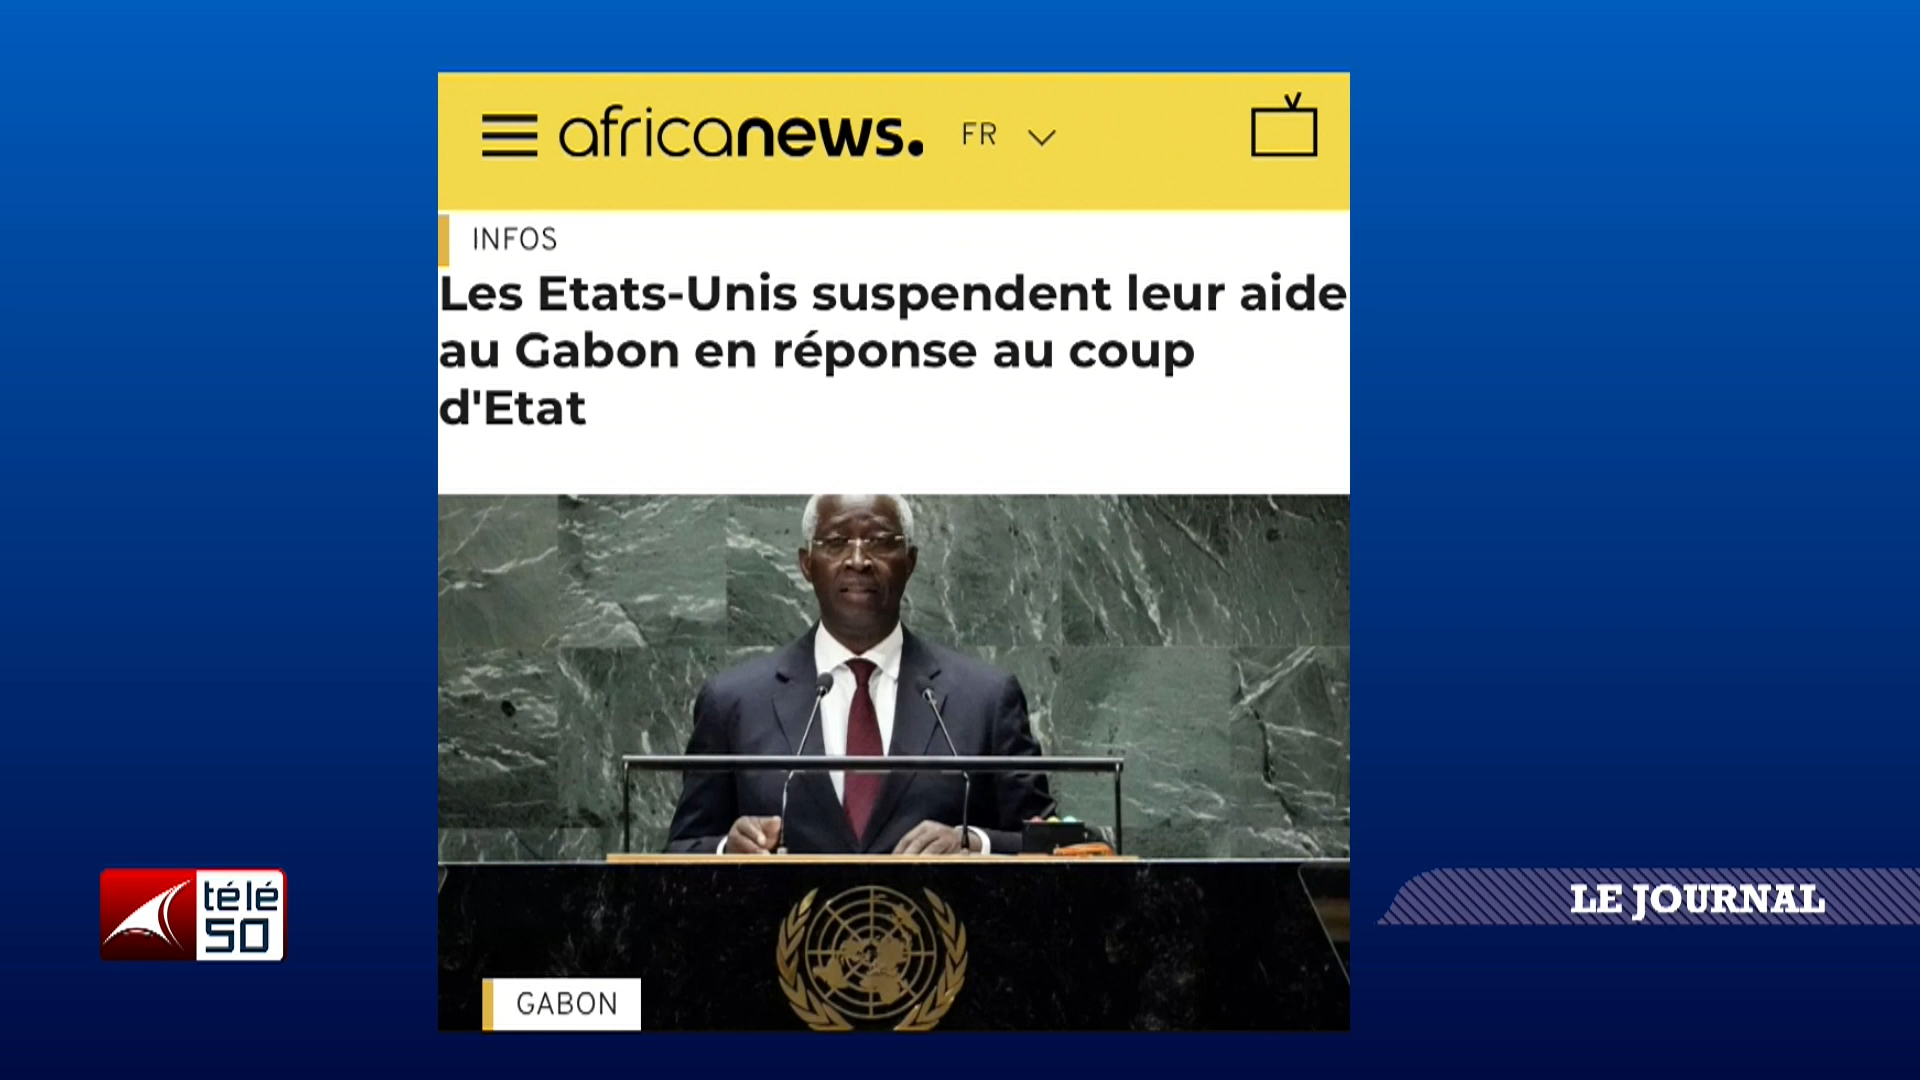 africanews. FR
INFOS
Les Etats-Unis suspendent leur aide
au Gabon en réponse au coup
d'Etat
GABON
télé
50
LE JOURNAL